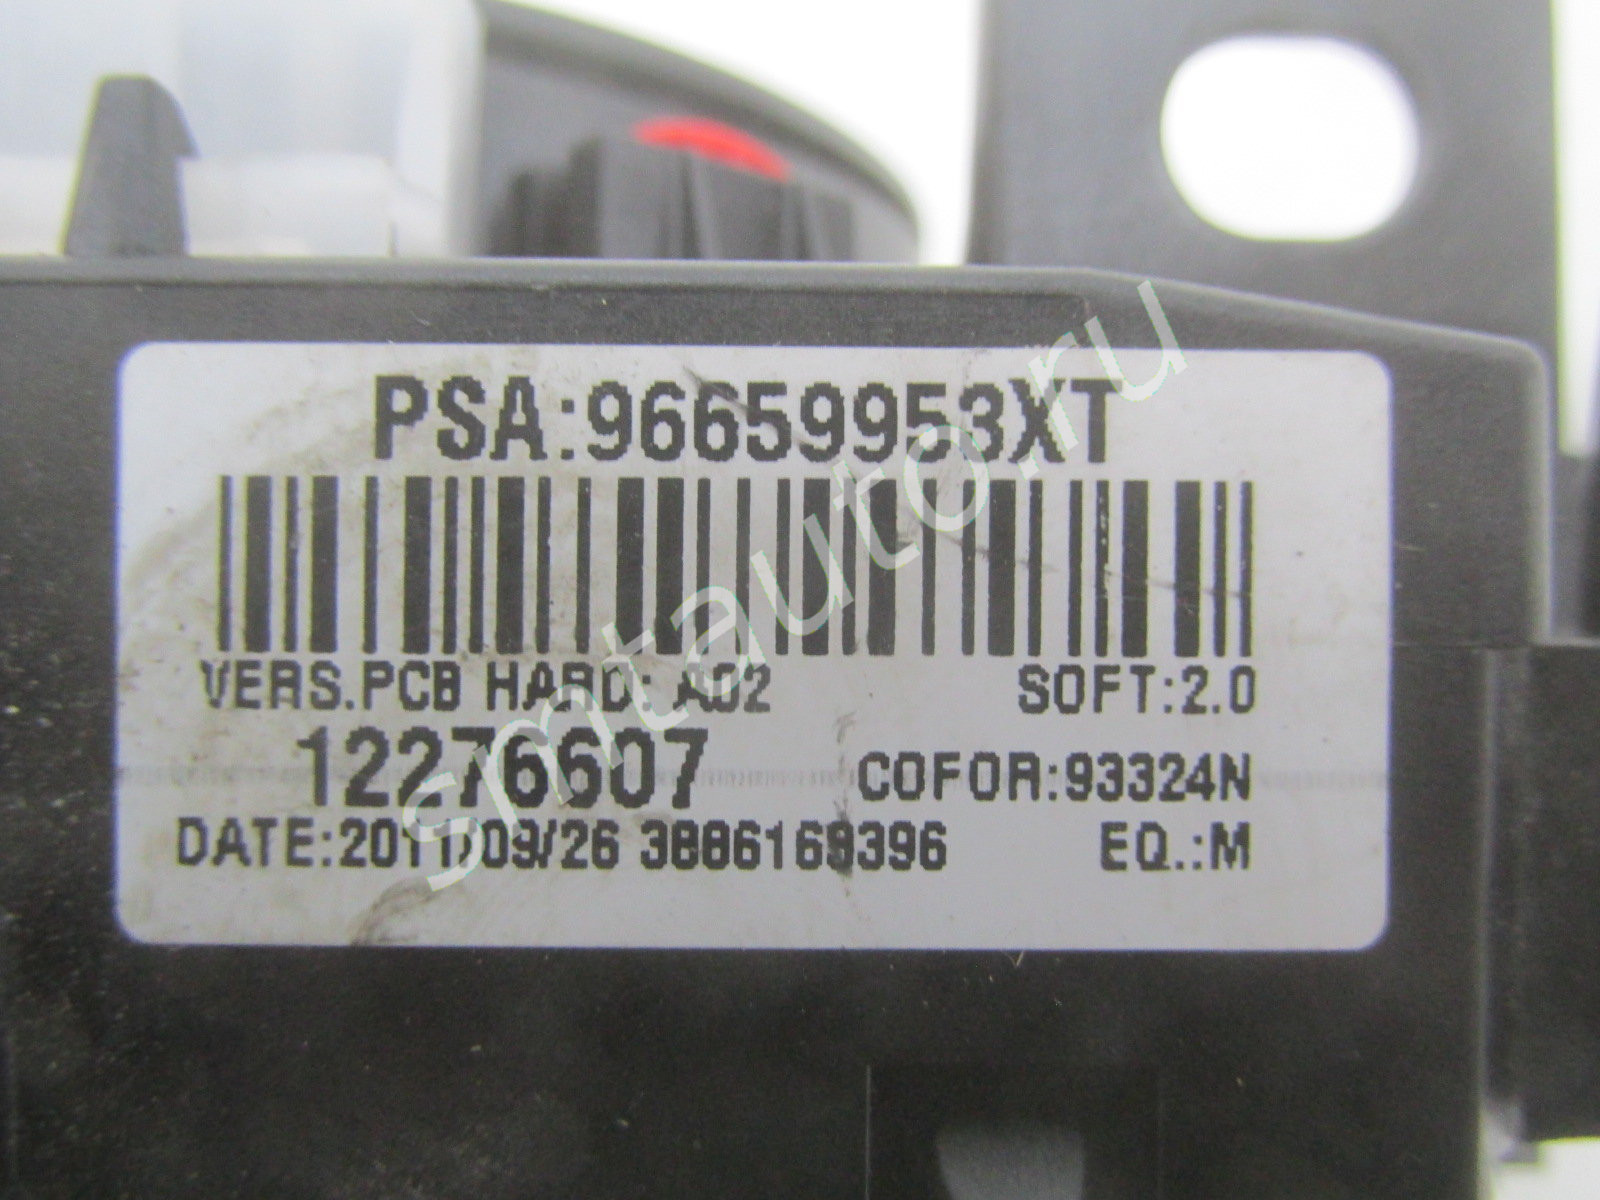 PSA:96659953XT
VERS.PCB HARD: A02 SOFT:2.0
12276607 COFOR:93324N
DATE:2011/09/26 3886169396 EQ.:M
smtauto.ru